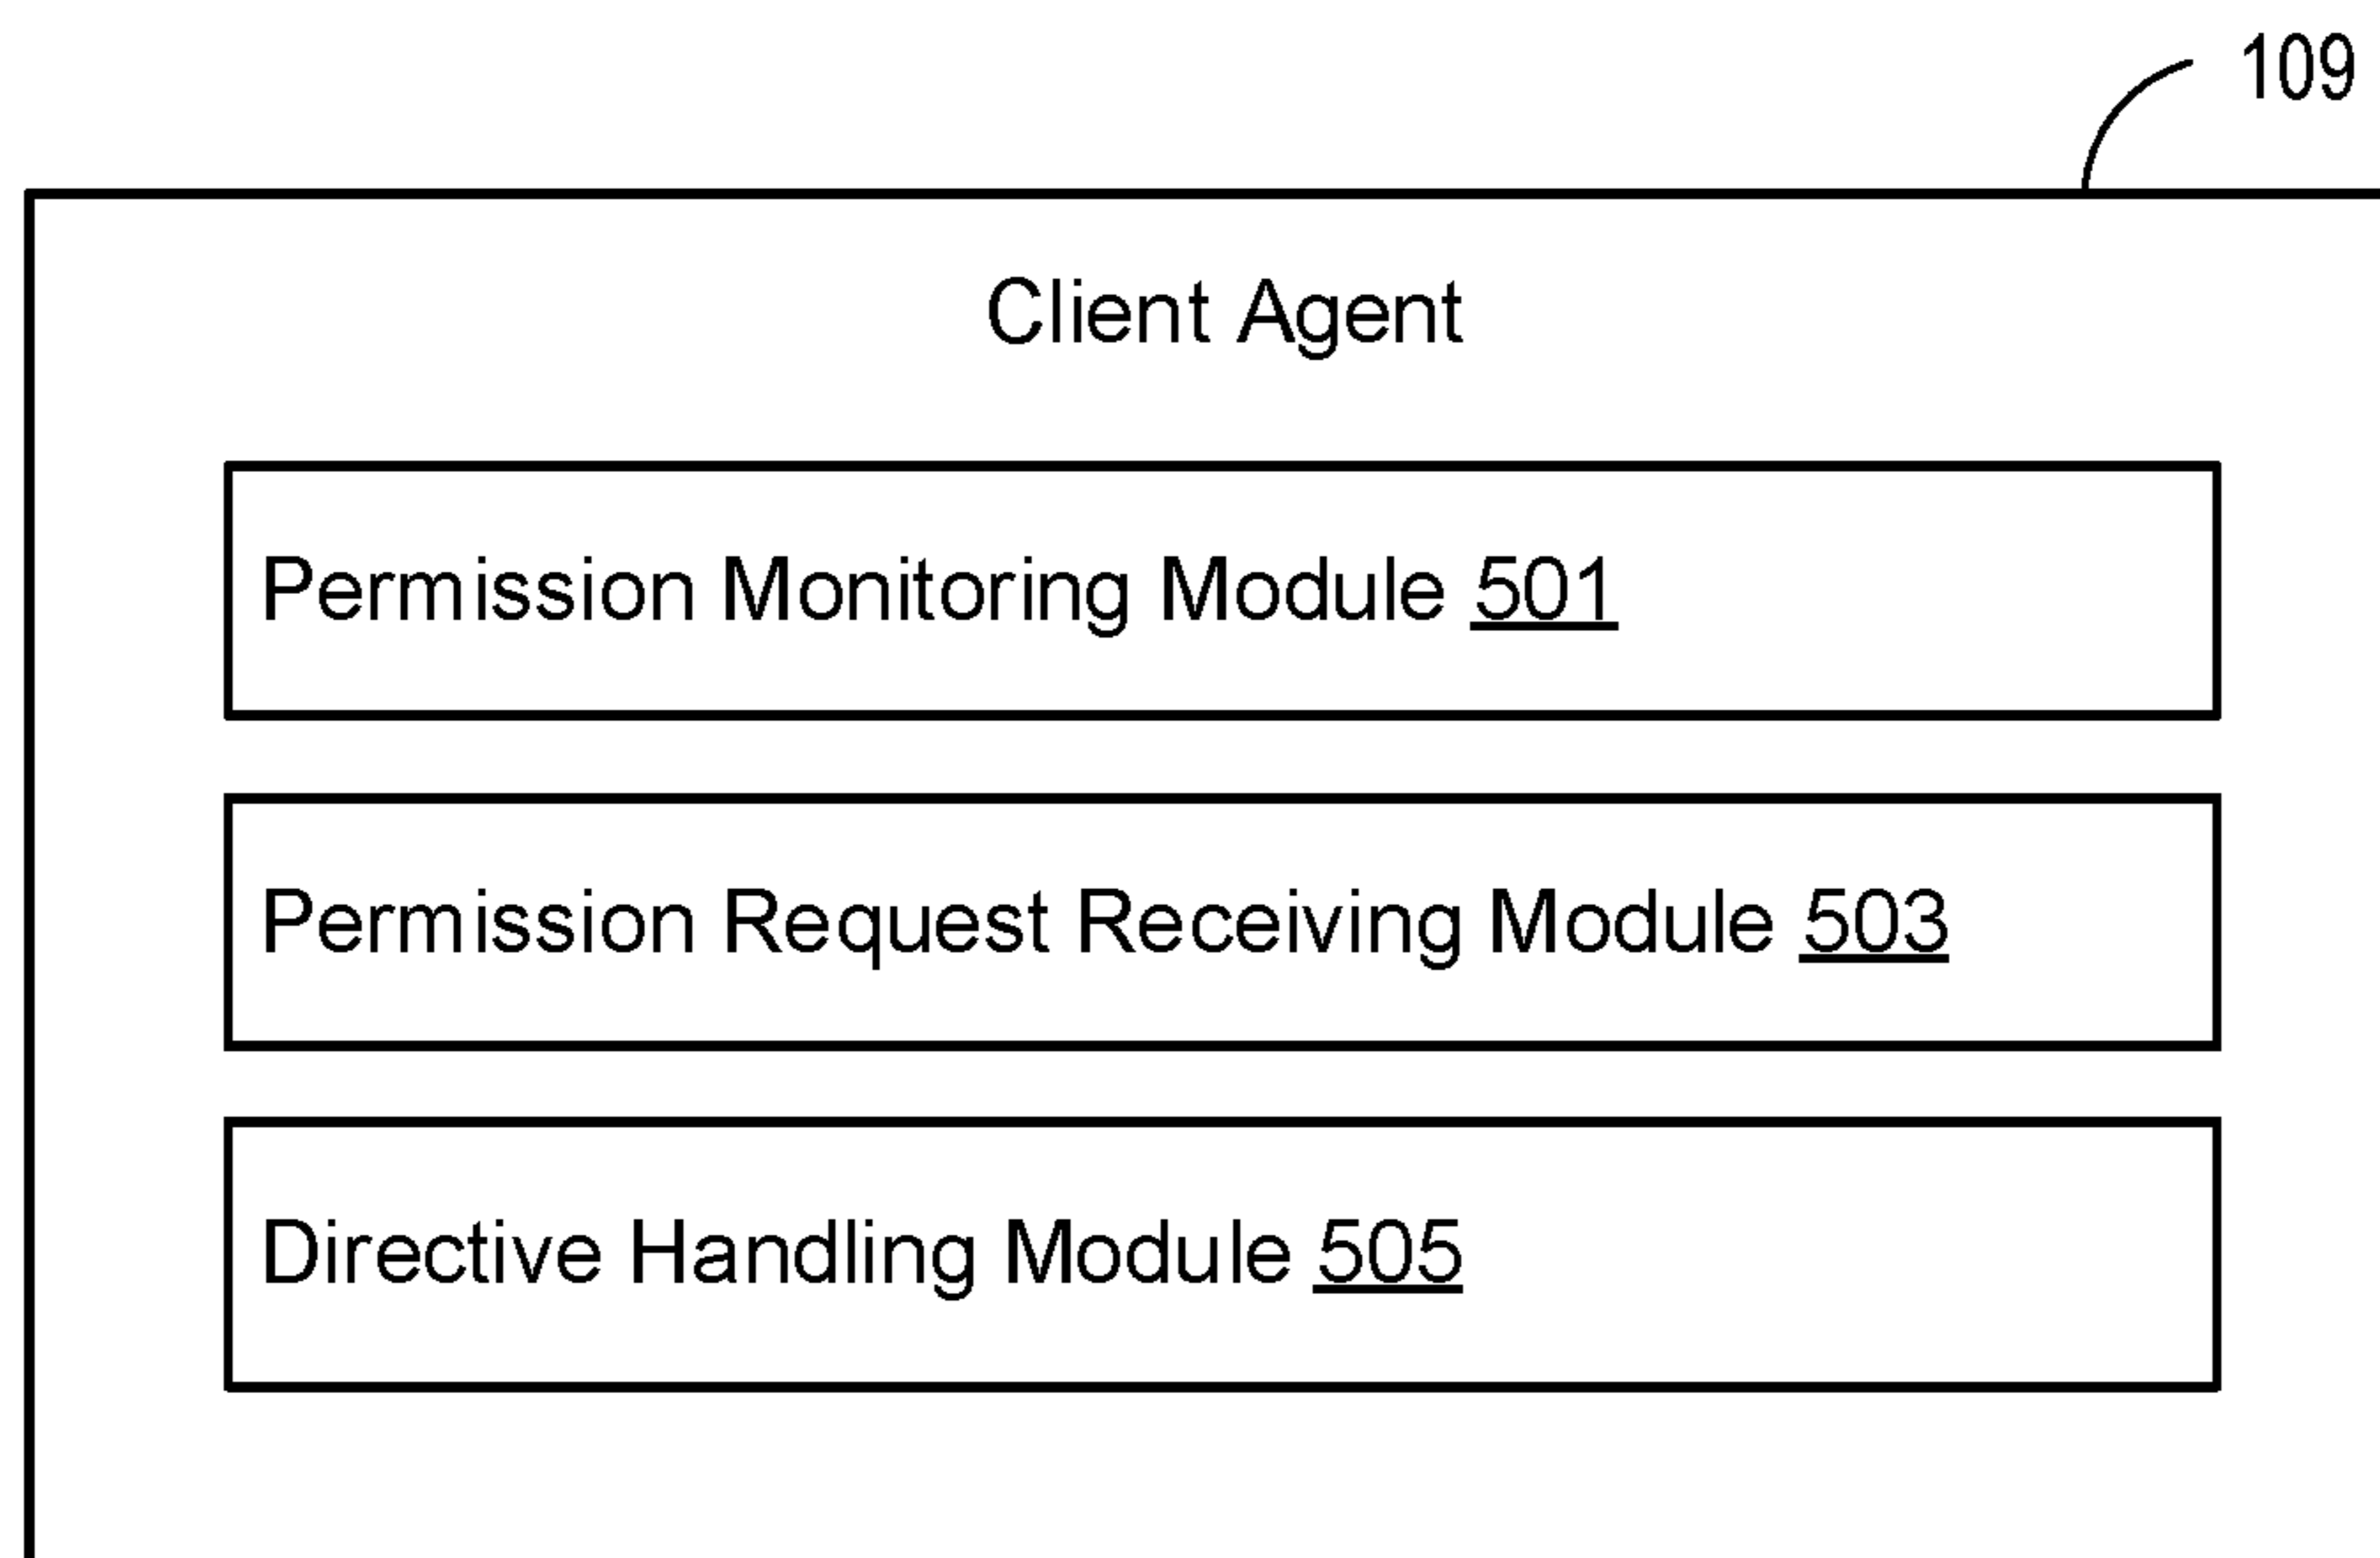 109
Client Agent
Permission Monitoring Module 501
Permission Request Receiving Module 503
Directive Handling Module 505